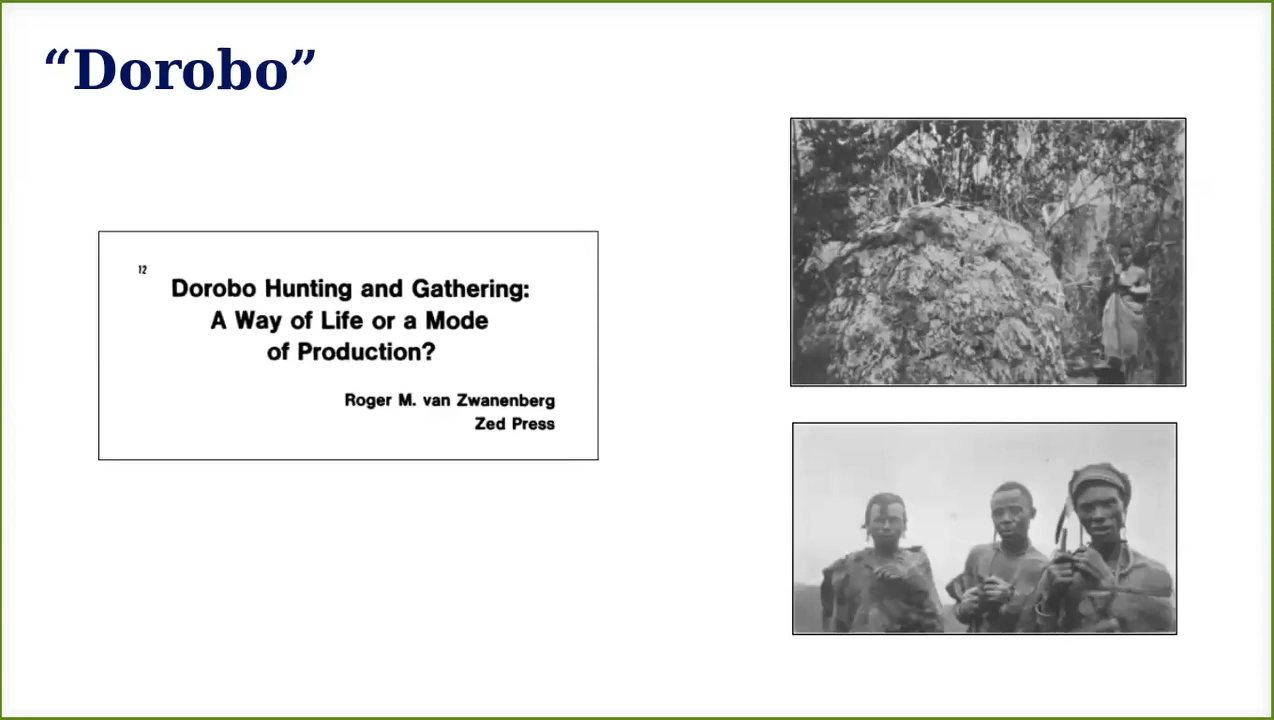 “Dorobo”
12
Dorobo Hunting and Gathering:
A Way of Life or a Mode
of Production?
Roger M. van Zwanenberg
Zed Press